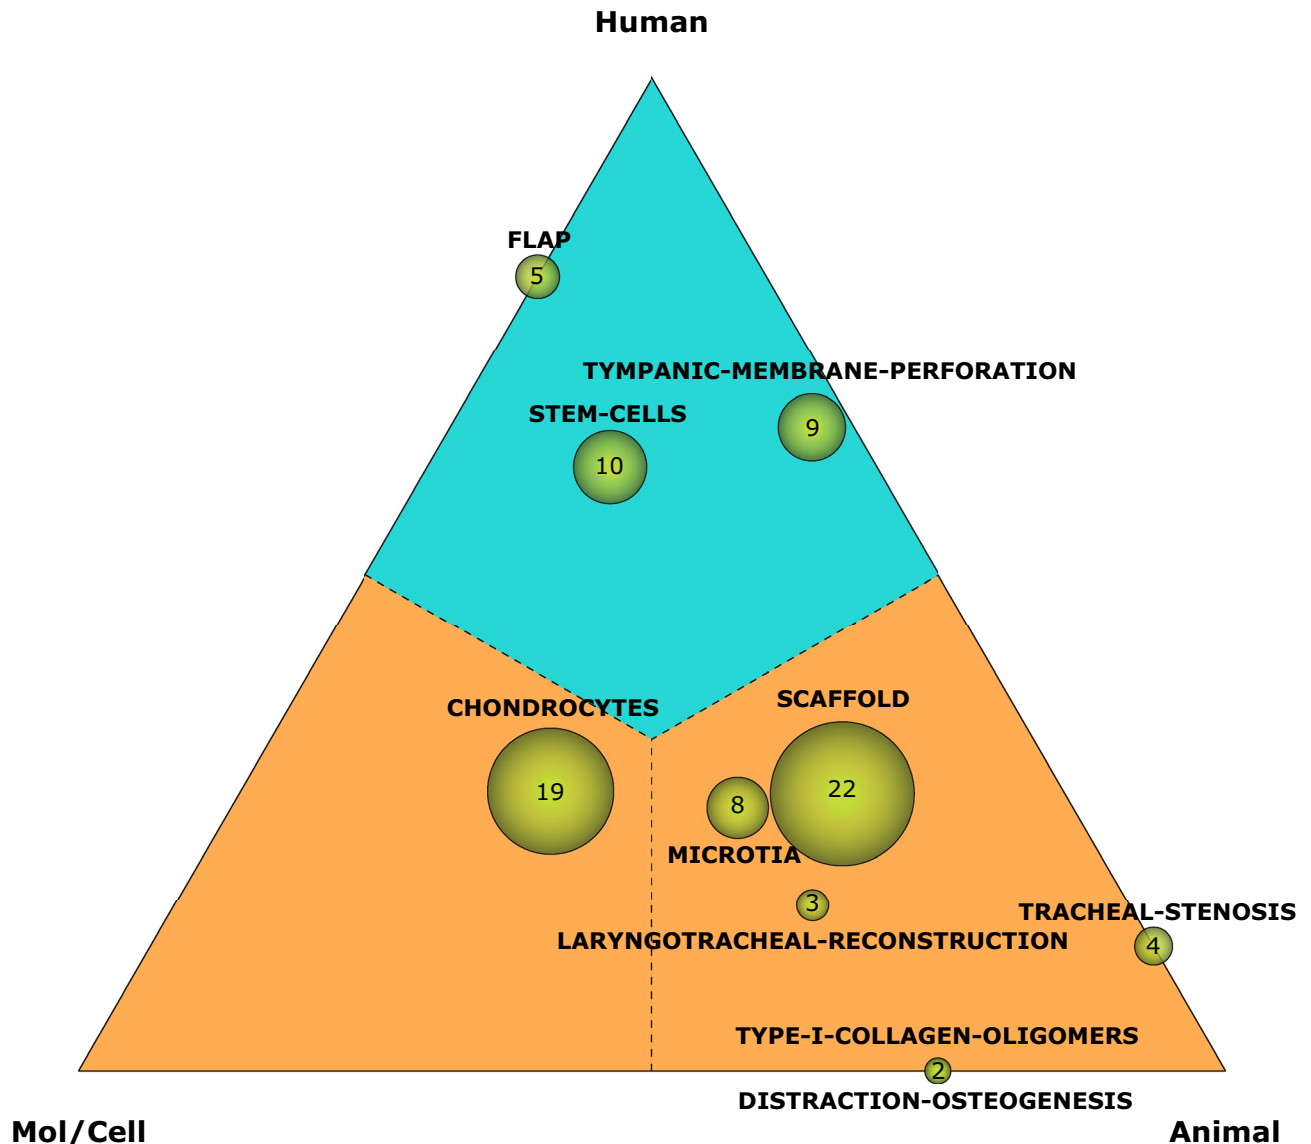 Human
FLAP
5
TYMPANIC-MEMBRANE-PERFORATION
9
STEM-CELLS
10
CHONDROCYTES
19
SCAFFOLD
22
8
MICROTIA
3
LARYNGOTRACHEAL-RECONSTRUCTION
TRACHEAL-STENOSIS
4
TYPE-I-COLLAGEN-OLIGOMERS
2
DISTRACTION-OSTEOGENESIS
Mol/Cell
Animal